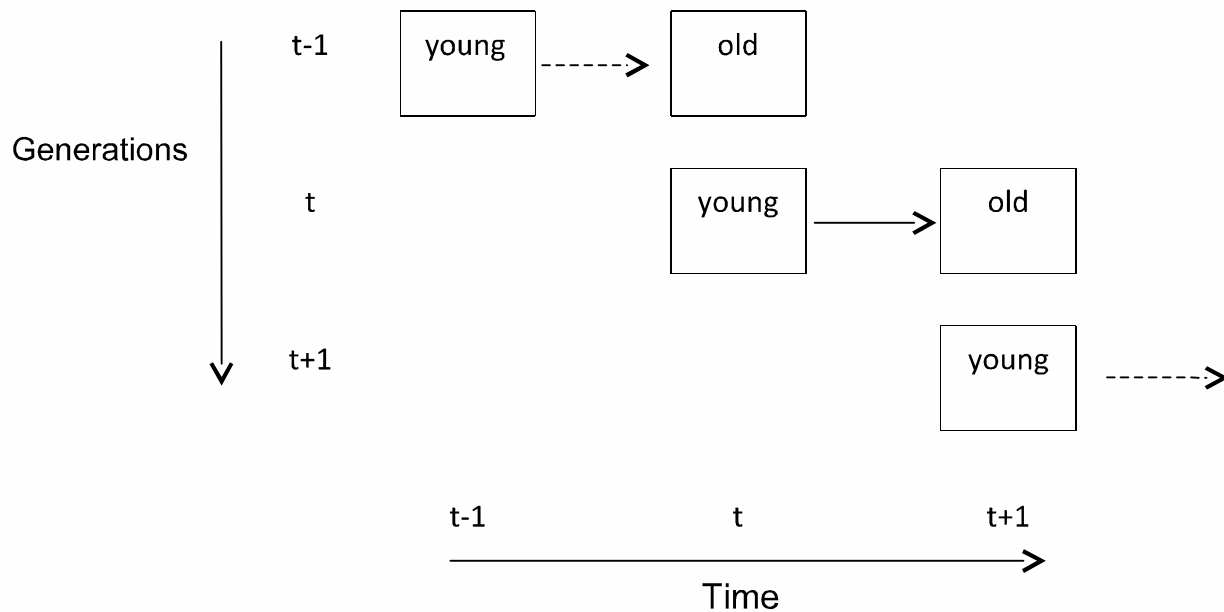 t-1 young old
Generations
t young old
t+1 young
t-1 t t+1
Time